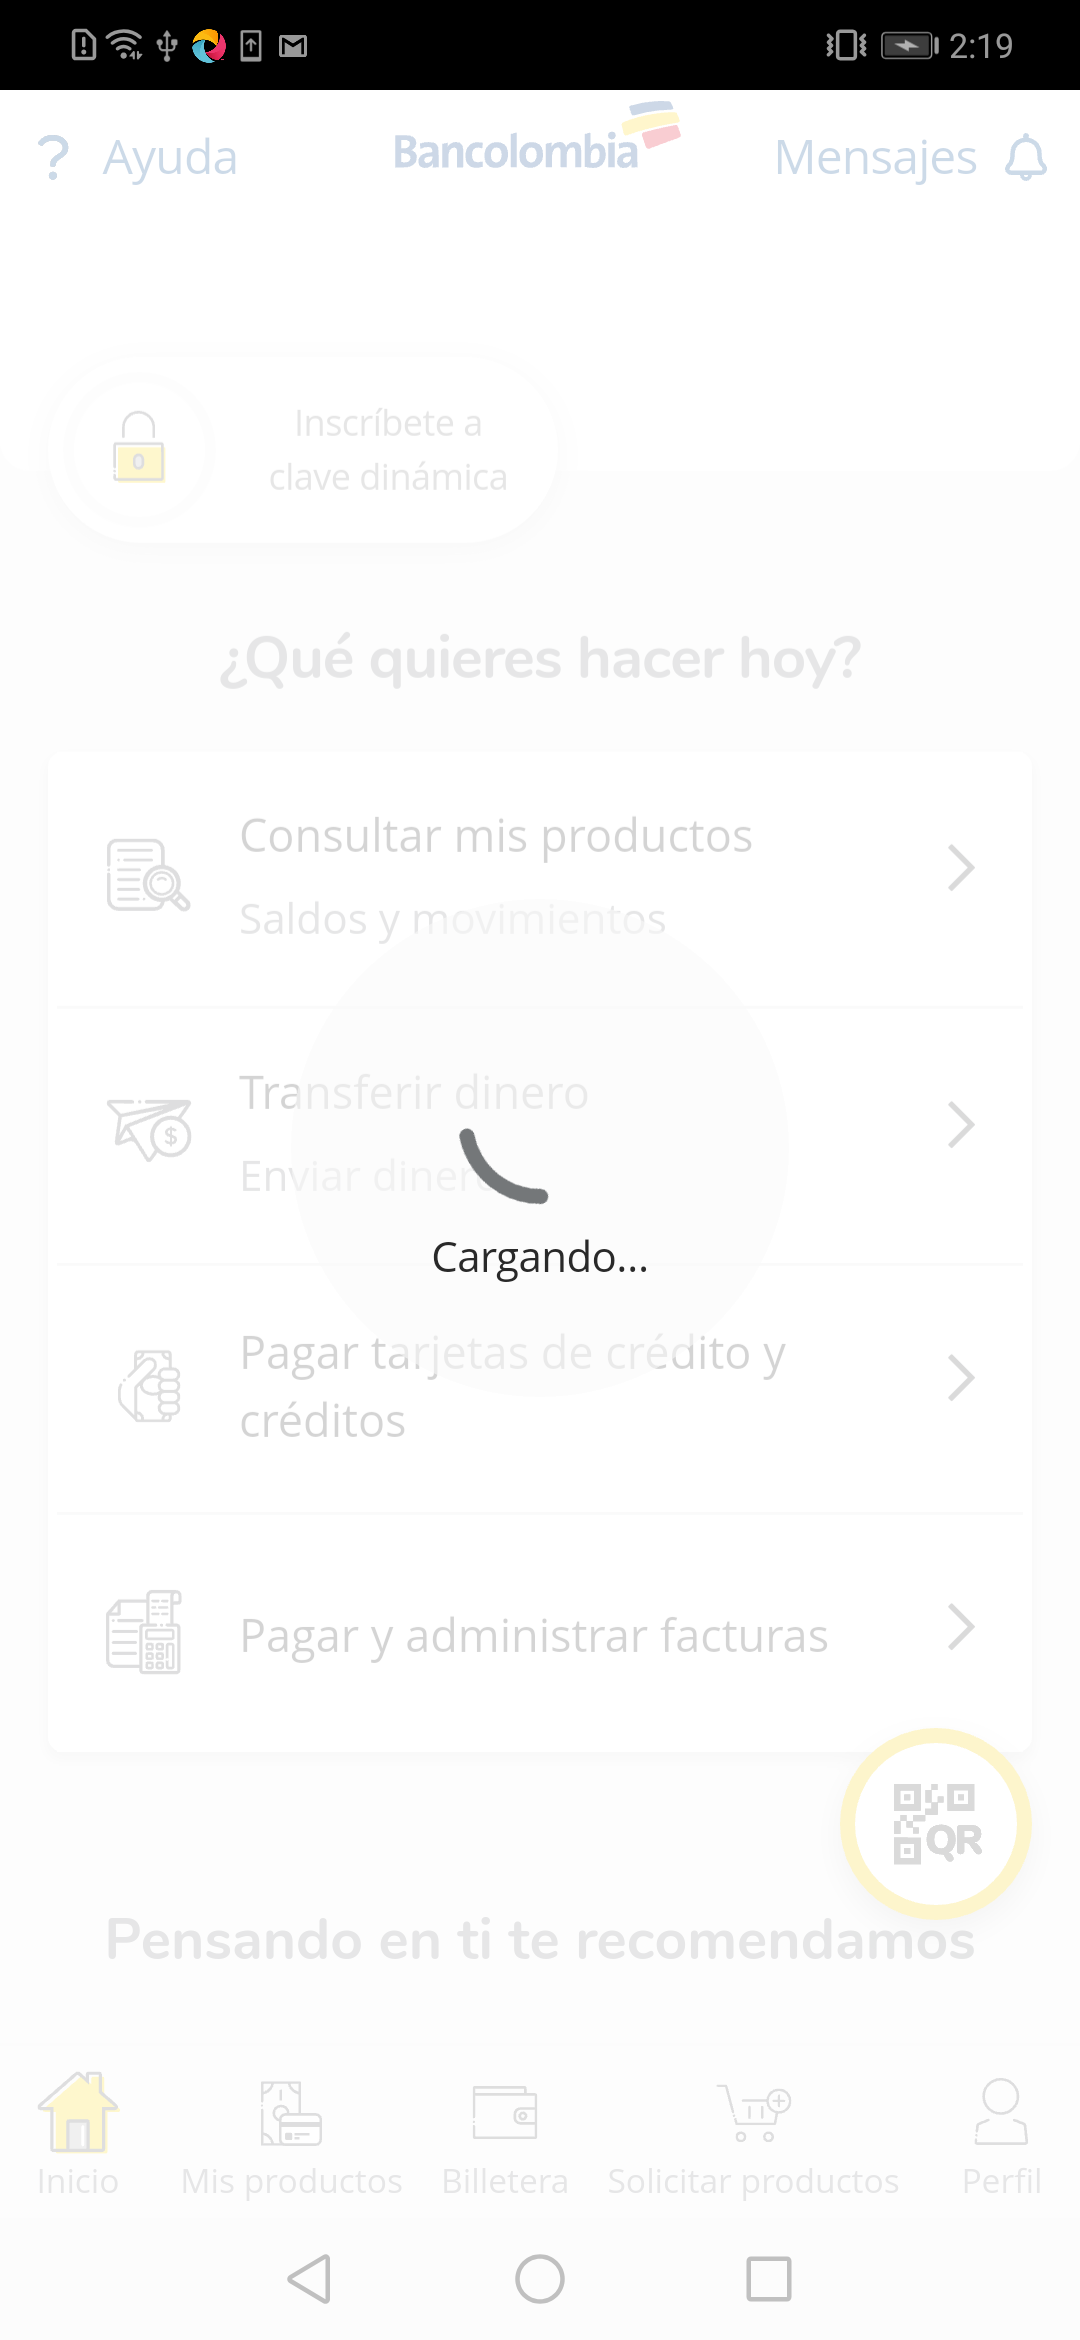 2:19
? Ayuda
Bancolombia
Mensajes
Inscríbete a
clave dinámica
¿Qué quieres hacer hoy?
Consultar mis productos
Saldos y movimientos
Transferir dinero
Enviar dinero
Cargando...
Pagar tarjetas de crédito y
créditos
Pagar y administrar facturas
QR
Pensando en ti te recomendamos
Inicio
Mis productos
Billetera
Solicitar productos
Perfil